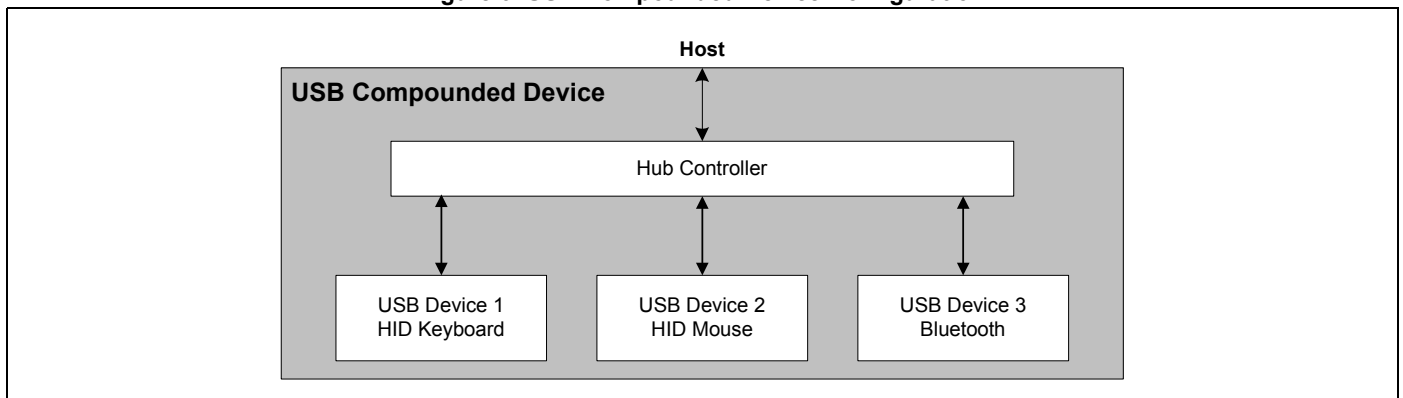 Host
USB Compounded Device
Hub Controller
USB Device 1
HID Keyboard
USB Device 2
HID Mouse
USB Device 3
Bluetooth